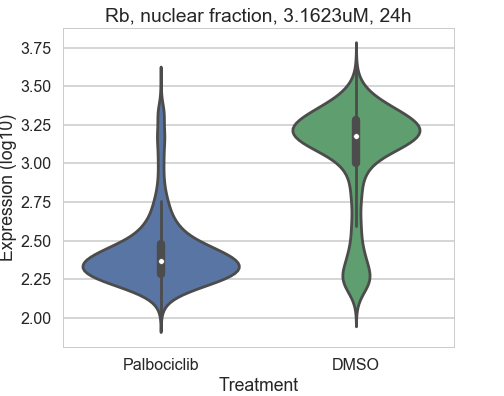 Rb, nuclear fraction, 3.1623uM, 24h
Expression (log10)
3.75
3.50
3.25
3.00
2.75
2.50
2.25
2.00
Palbociclib
DMSO
Treatment